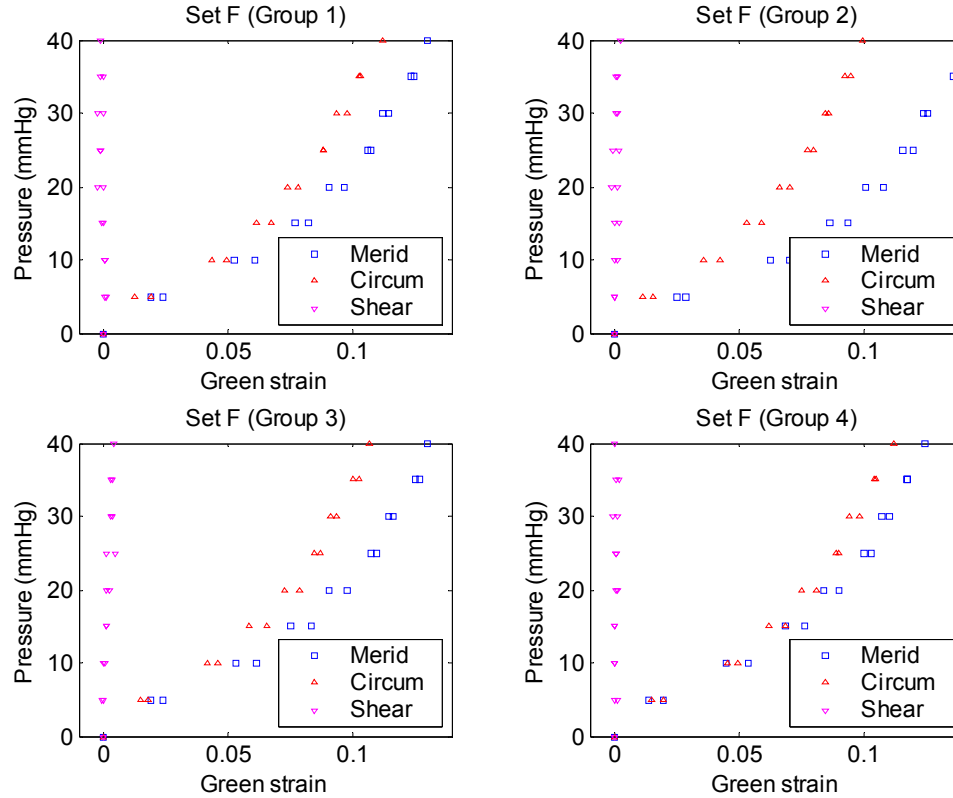 Set F (Group 1)
40
30
20
10
0
Pressure (mmHg)
0
0.05
0.1
Green strain
Merid
Circum
Shear
Set F (Group 2)
40
30
20
10
0
Pressure (mmHg)
0
0.05
0.1
Green strain
Merid
Circum
Shear
Set F (Group 3)
40
30
20
10
0
Pressure (mmHg)
0
0.05
0.1
Green strain
Merid
Circum
Shear
Set F (Group 4)
40
30
20
10
0
Pressure (mmHg)
0
0.05
0.1
Green strain
Merid
Circum
Shear